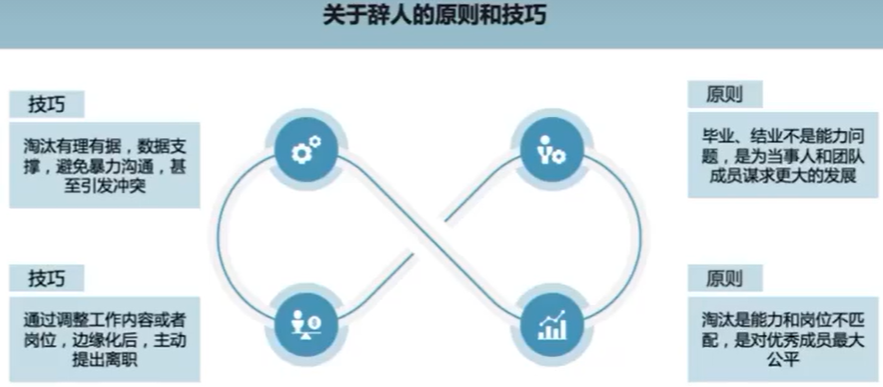 关于辞人的原则和技巧
技巧
淘汰有理有据，数据支
撑，避免暴力沟通，甚
至引发冲突
原则
毕业、结业不是能力问
题，是为当事人和团队
成员谋求更大的发展
技巧
通过调整工作内容或者
岗位，边缘化后，主动
提出离职
原则
淘汰是能力和岗位不匹
配，是对优秀成员最大
公平